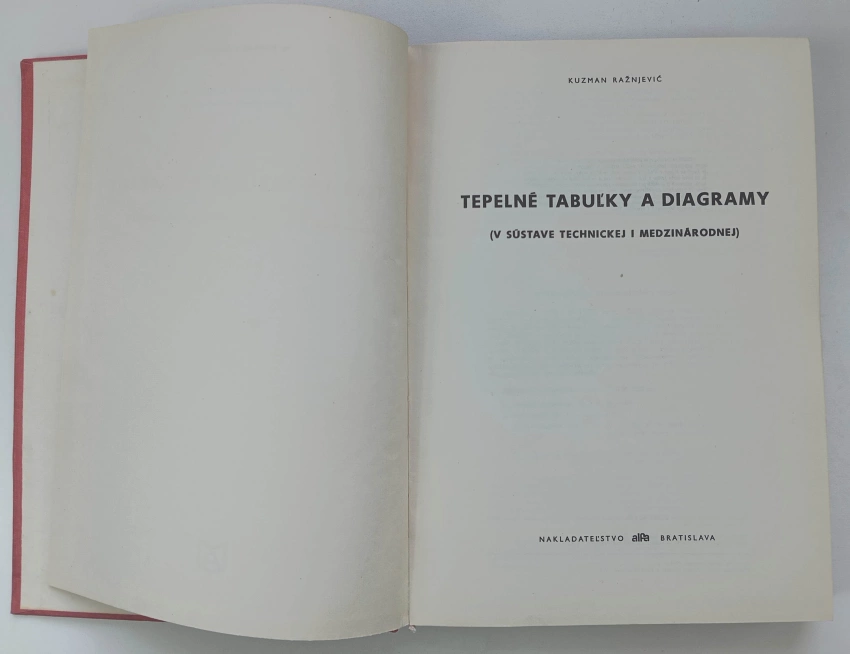 KUZMAN RAŽNJEVIĆ
TEPELNÉ TABUĽKY A DIAGRAMY
(V SÚSTAVE TECHNICKEJ I MEDZINÁRODNEJ)
NAKLADATEĽSTVO alfa BRATISLAVA